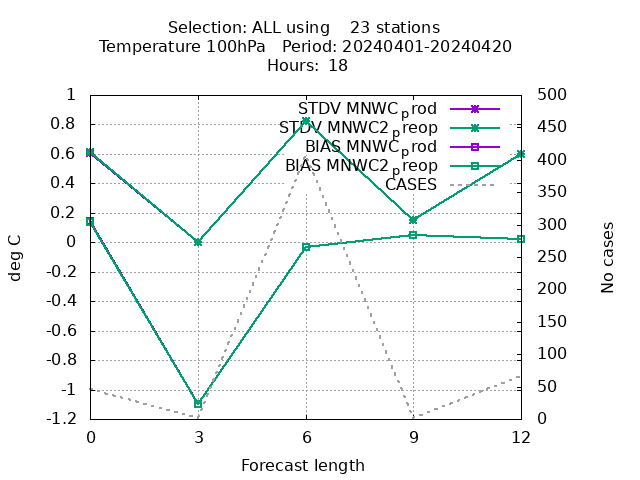 Selection: ALL using    23 stations
Temperature 100hPa   Period: 20240401-20240420
Hours:  18
1
0.8
0.6
0.4
0.2
0
-0.2
-0.4
-0.6
-0.8
-1
-1.2
deg C
STDV MNWC_prod
STDV MNWC2_preop
BIAS MNWC_prod
BIAS MNWC2_preop
CASES
500
450
400
350
300
250
200
150
100
50
0
No cases
0
3
6
9
12
Forecast length